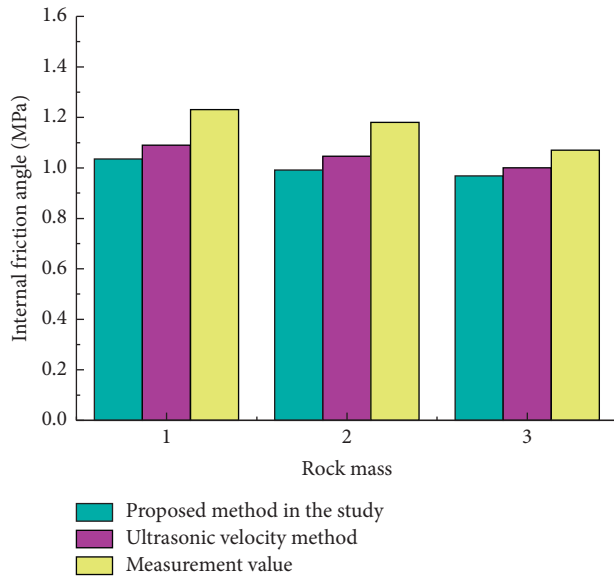 1.6
1.4
1.2
1.0
0.8
0.6
0.4
0.2
0.0
Internal friction angle (MPa)
1 2 3
Rock mass
Proposed method in the study
Ultrasonic velocity method
Measurement value